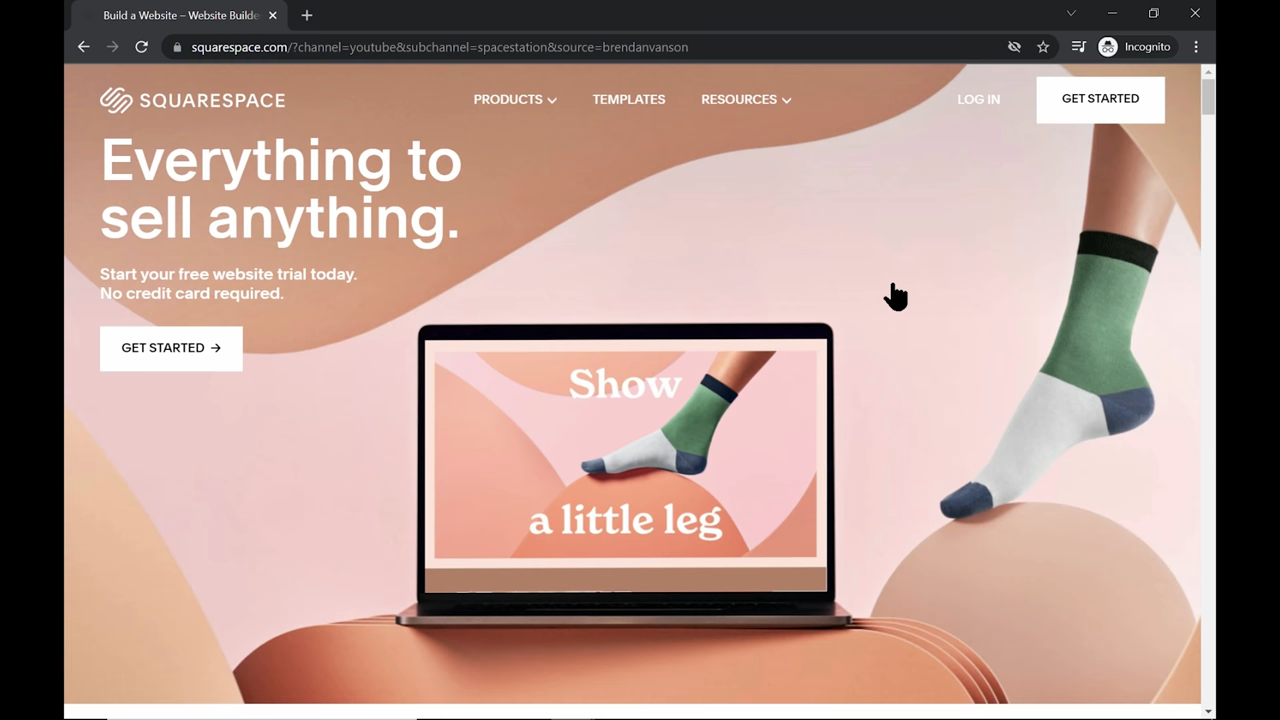 Build a Website – Website Builde
squarespace.com/?channel=youtube&subchannel=spacestation&source=brendanvanson
Incognito
SQUARESPACE
PRODUCTS
TEMPLATES
RESOURCES
LOG IN
GET STARTED
Everything to
sell anything.
Start your free website trial today.
No credit card required.
GET STARTED →
Show
a little leg